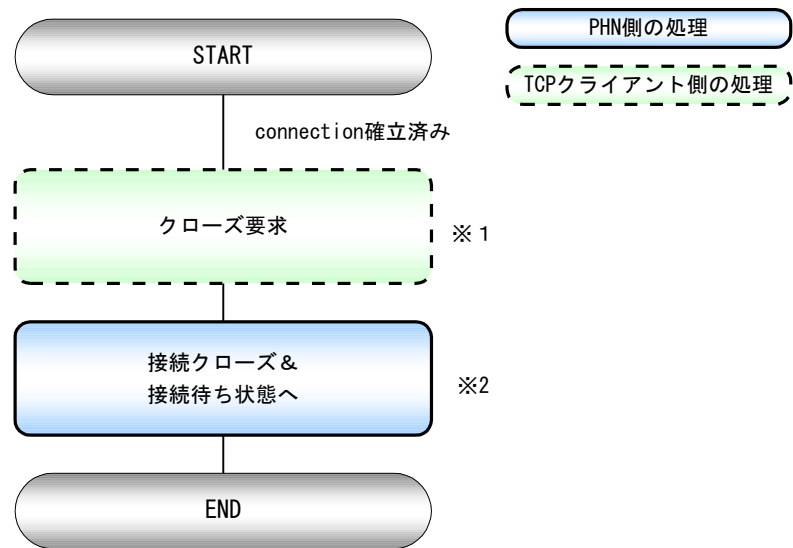 START
PHN側の処理
TCPクライアント側の処理
connection確立済み
クローズ要求
※１
接続クローズ＆
接続待ち状態へ
※2
END